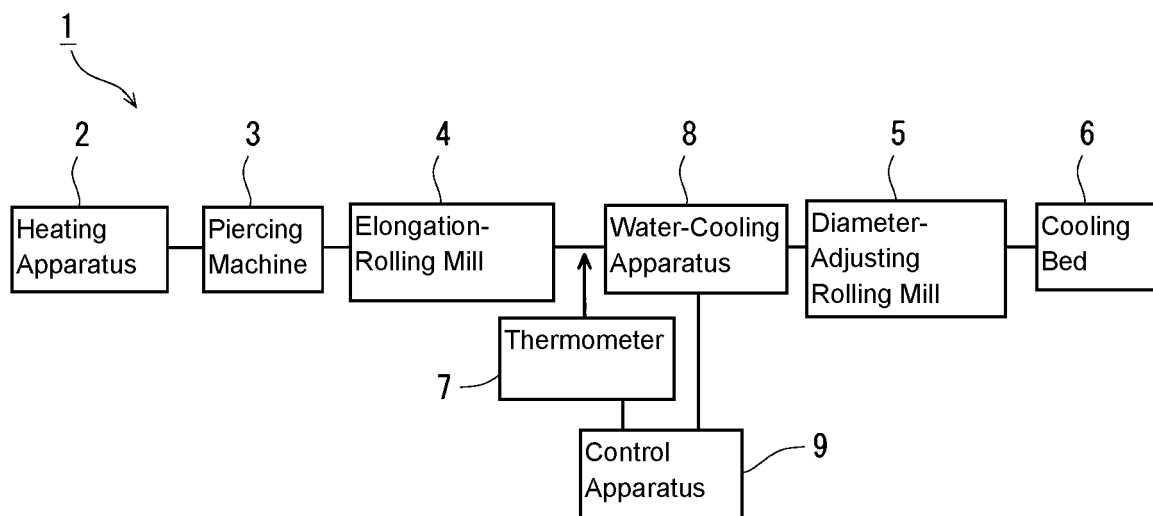 1
2
3
4
8
5
6
Heating
Apparatus
Piercing
Machine
Elongation-
Rolling Mill
Water-Cooling
Apparatus
Diameter-
Adjusting
Rolling Mill
Cooling
Bed
Thermometer
7
Control
Apparatus
9